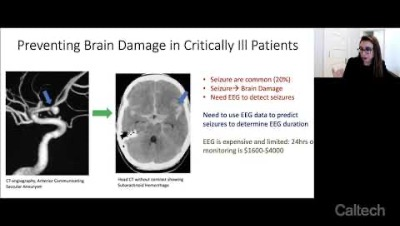 Preventing Brain Damage in Critically Ill Patients
• Seizure are common (20%)
• Seizure→ Brain Damage
• Need EEG to detect seizures
Need to use EEG data to predict
seizures to determine EEG duration
EEG is expensive and limited: 24hrs o
monitoring is $1600-$4000
CT-angiography, Anterior Communicating
Saccular Aneurysm
Head CT without contrast showing
Subarachnoid Hemorrhage
Caltech